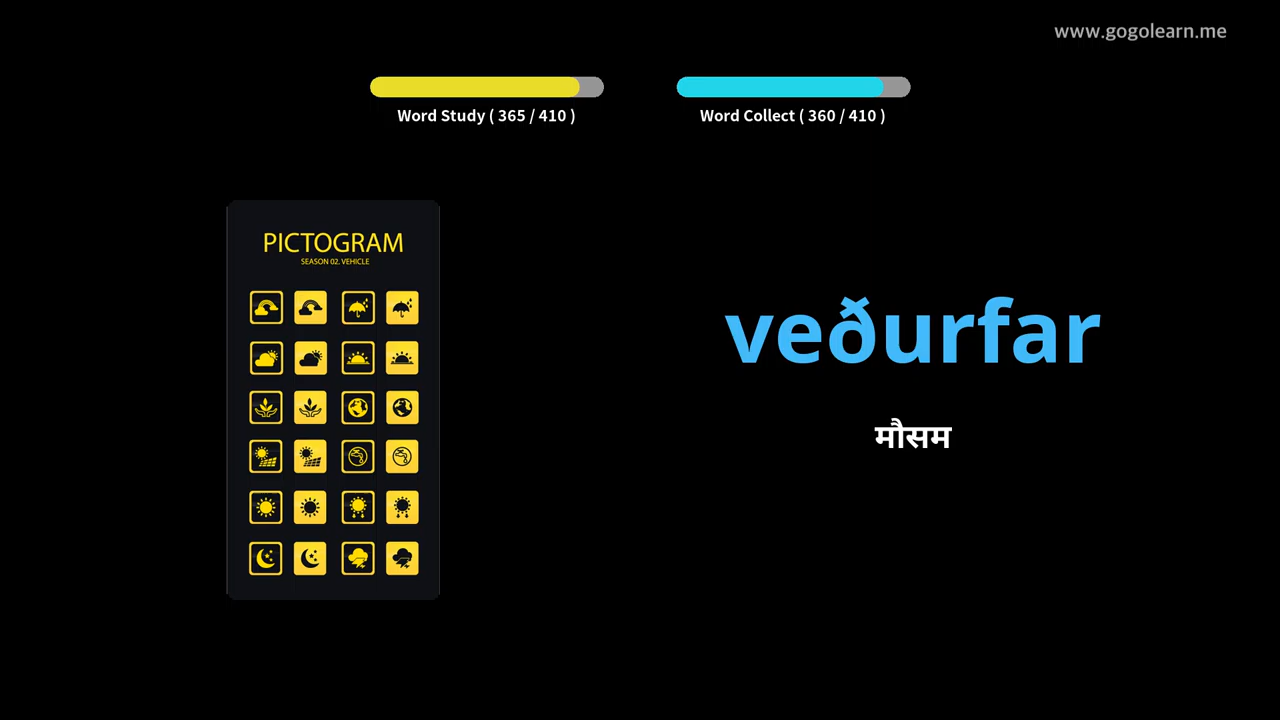 www.gogolearn.me
Word Study ( 365 / 410 )
Word Collect ( 360 / 410 )
PICTOGRAM
SEASON 02. VEHICLE
veðurfar
मौसम